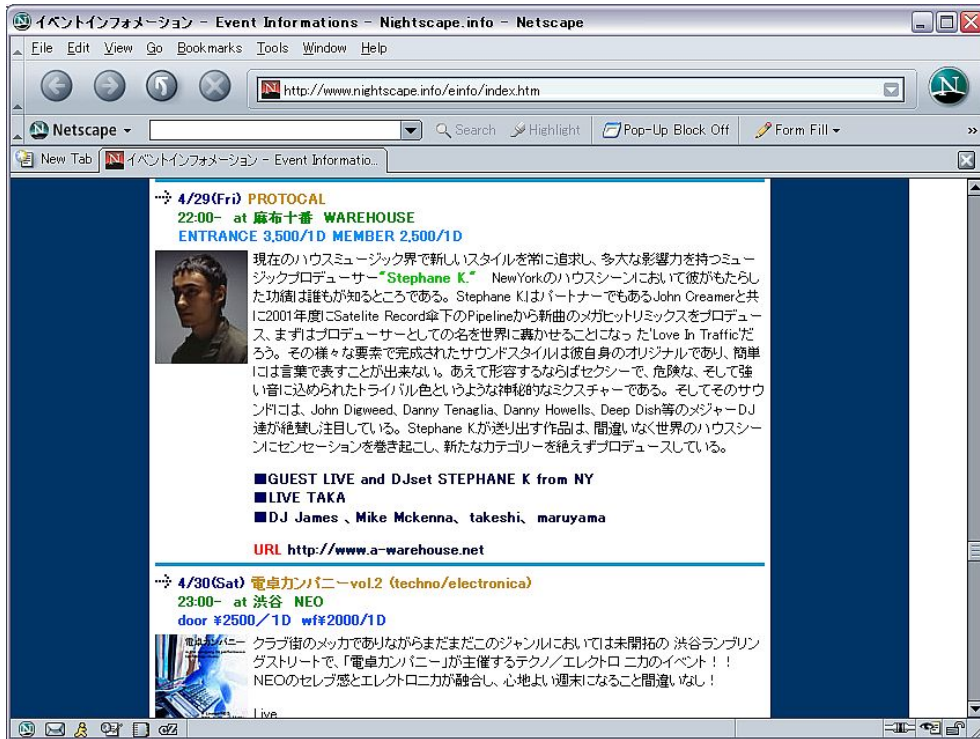 イベントインフォメーション - Event Informations - Nightscape.info - Netscape
File Edit View Go Bookmarks Tools Window Help
http://www.nightscape.info/einfo/index.htm
Netscape Search Highlight Pop-Up Block Off Form Fill »
New Tab イベントインフォメーション - Event Informatio...
4/29(Fri) PROTOCAL
22:00- at 麻布十番 WAREHOUSE
ENTRANCE 3,500/1D MEMBER 2,500/1D
現在のハウスミュージック界で新しいスタイルを常に追求し、多大な影響力を持つミュー
ジックプロデューサー"Stephane K." NewYorkのハウスシーンにおいて彼がもたらし
た功績は誰もが知るところである。Stephane K.はパートナーでもあるJohn Creamerと共
に2001年度にSatelite Record傘下のPipelineから新曲のメガヒットリミックスをプロデュー
ス、まずはプロデューサーとしての名を世界に轟かせることになっ た'Love In Traffic'だ
ろう。その様々な要素で完成されたサウンドスタイルは彼自身のオリジナルであり、簡単
には言葉で表すことが出来ない。あえて形容するならばセクシーで、危険な、そして強
い音に込められたトライバル色というような神秘的なミクスチャーである。そしてそのサウ
ンドには、John Digweed、Danny Tenaglia、Danny Howells、Deep Dish等のメジャーDJ
達が絶賛し注目している。Stephane K.が送り出す作品は、間違いなく世界のハウスシー
ンにセンセーションを巻き起こし、新たなカテゴリーを絶えずプロデュースしている。
■GUEST LIVE and DJset STEPHANE K from NY
■LIVE TAKA
■DJ James 、Mike Mckenna、 takeshi、 maruyama
URL http://www.a-warehouse.net
4/30(Sat) 電卓カンパニーvol.2 (techno/electronica)
23:00- at 渋谷 NEO
door ¥2500／1D wf¥2000/1D
電卓カンパニー
クラブ街のメッカでありながらまだまだこのジャンルにおいては未開拓の 渋谷ランブリン
グストリートで、「電卓カンパニー」が主催するテクノ／エレクトロ ニカのイベント！！
NEOのセレブ感とエレクトロニカが融合し、心地よい週末になること間違いなし！
Live